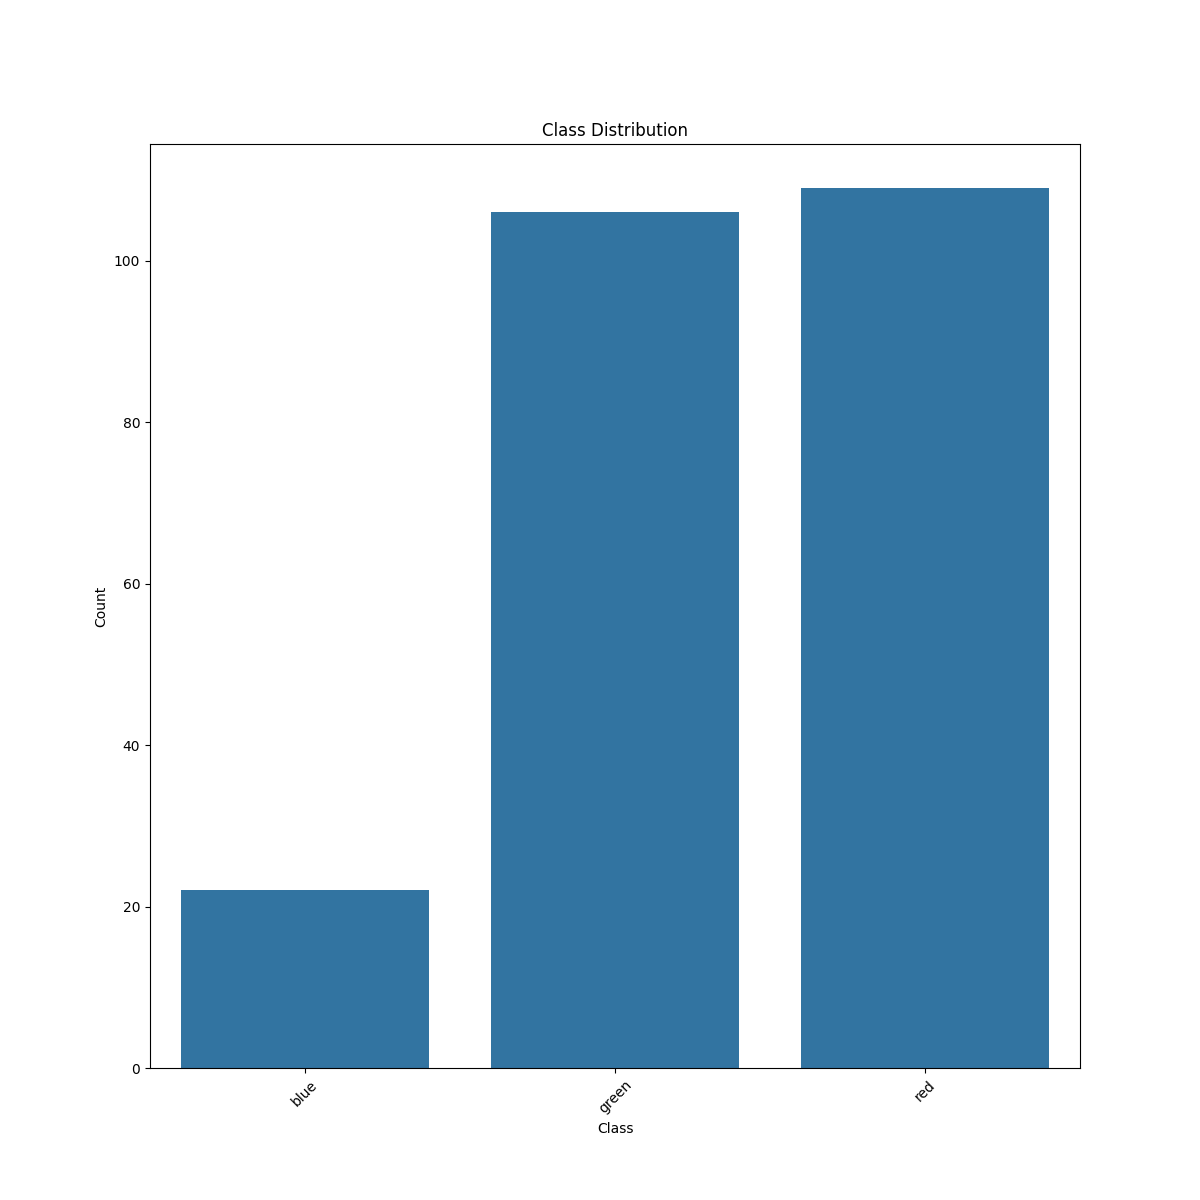 Class Distribution
100
80
60
40
20
0
Count
blue
green
red
Class